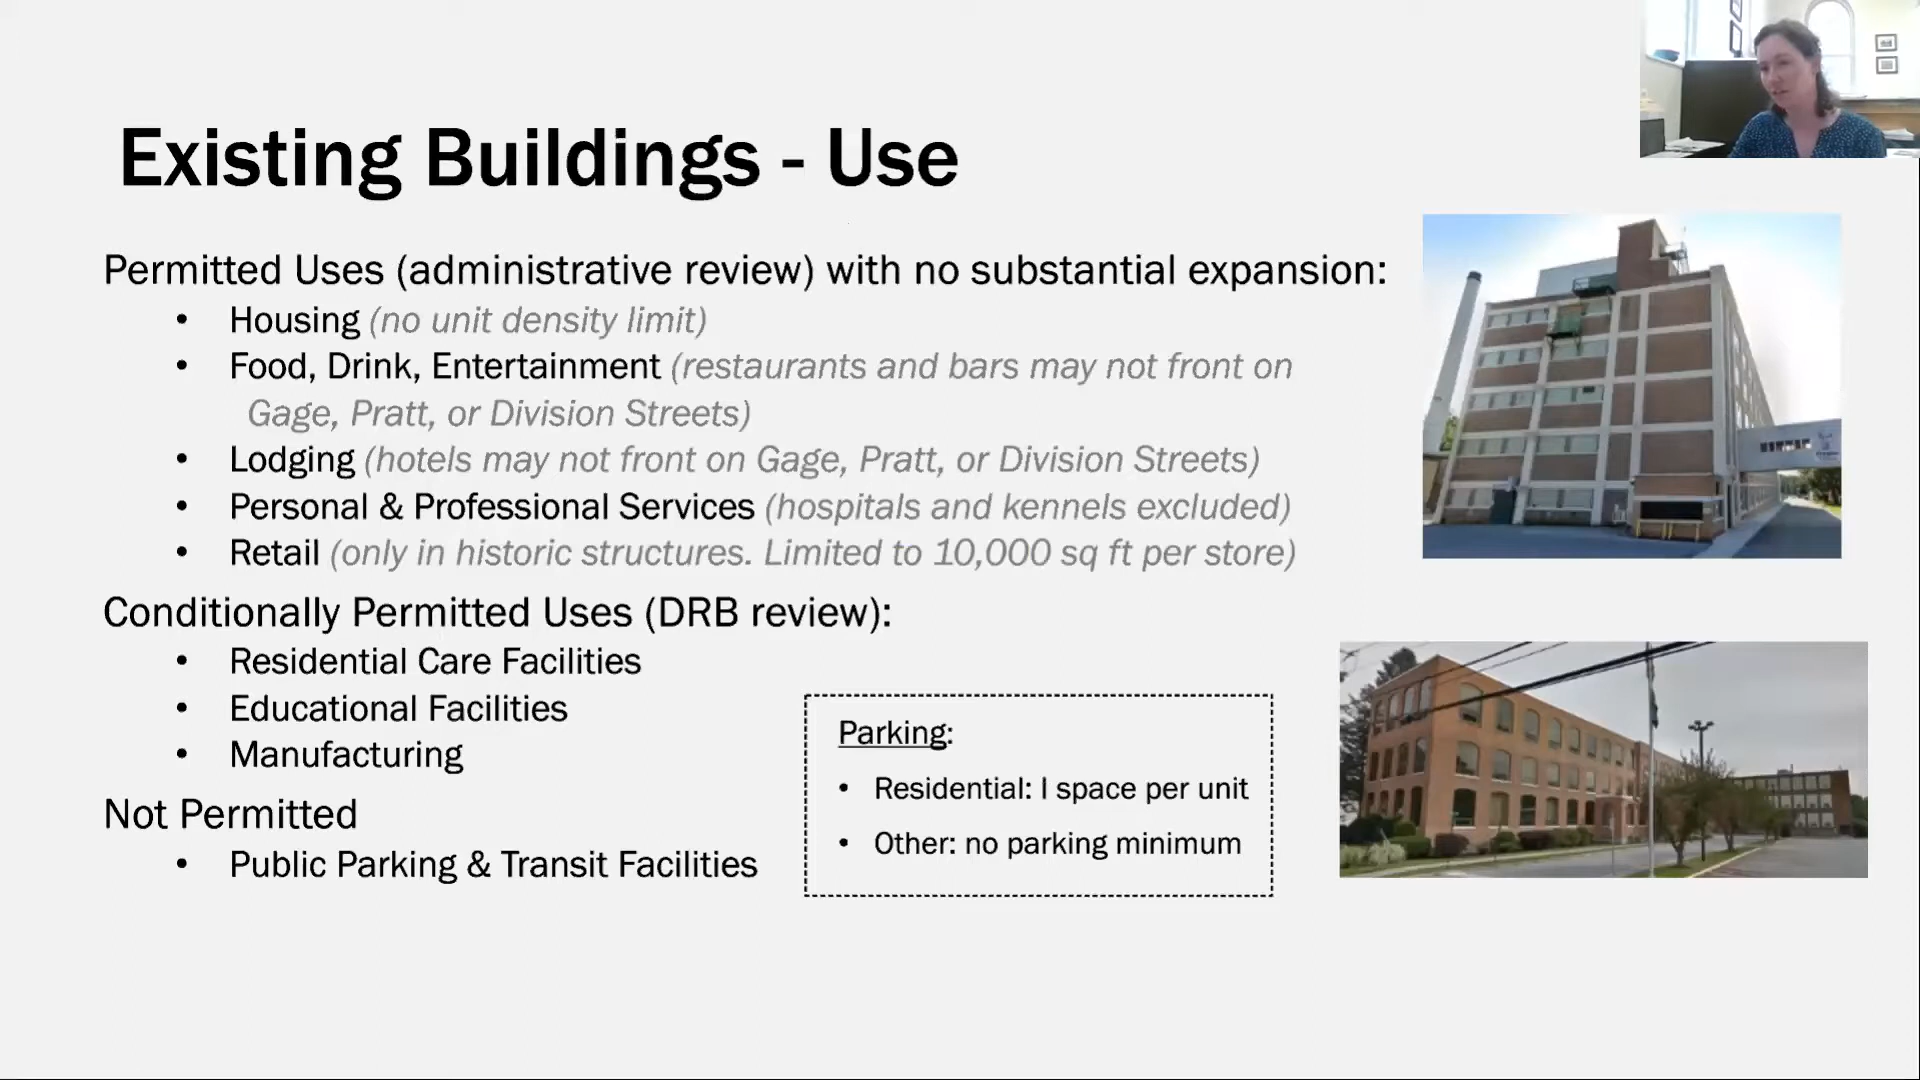 Existing Buildings - Use
Permitted Uses (administrative review) with no substantial expansion:
• Housing (no unit density limit)
• Food, Drink, Entertainment (restaurants and bars may not front on
Gage, Pratt, or Division Streets)
• Lodging (hotels may not front on Gage, Pratt, or Division Streets)
• Personal & Professional Services (hospitals and kennels excluded)
• Retail (only in historic structures. Limited to 10,000 sq ft per store)
Conditionally Permitted Uses (DRB review):
• Residential Care Facilities
• Educational Facilities
• Manufacturing
Not Permitted
• Public Parking & Transit Facilities
Parking:
• Residential: I space per unit
• Other: no parking minimum